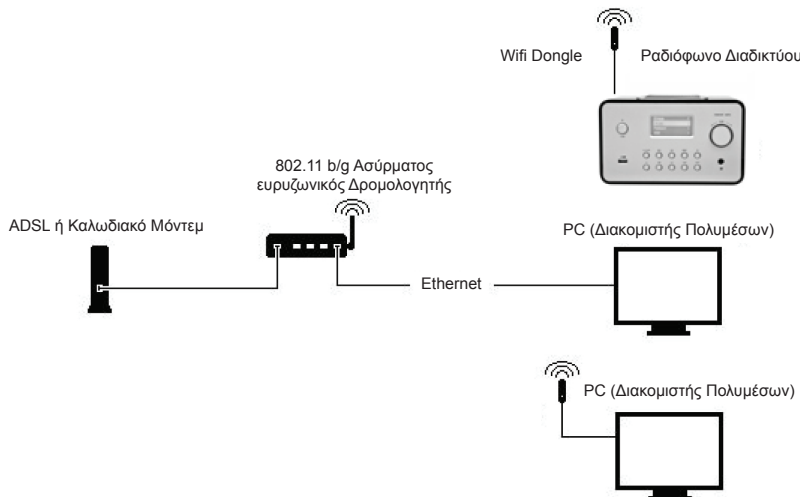 Wifi Dongle
Ραδιόφωνο Διαδικτύου
802.11 b/g Ασύρματος
ευρυζωνικός Δρομολογητής
ADSL ή Καλωδιακό Μόντεμ
PC (Διακομιστής Πολυμέσων)
Ethernet
PC (Διακομιστής Πολυμέσων)